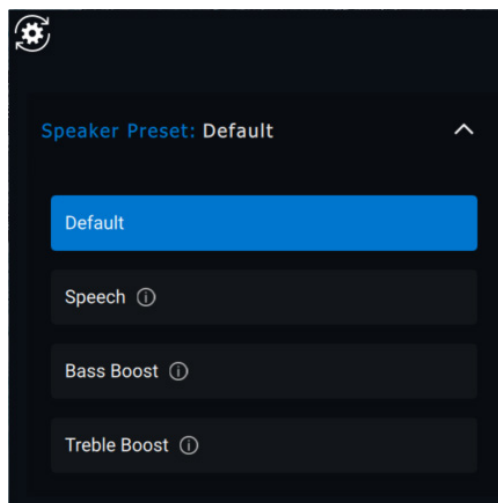 Speaker Preset: Default
Default
Speech
Bass Boost
Treble Boost